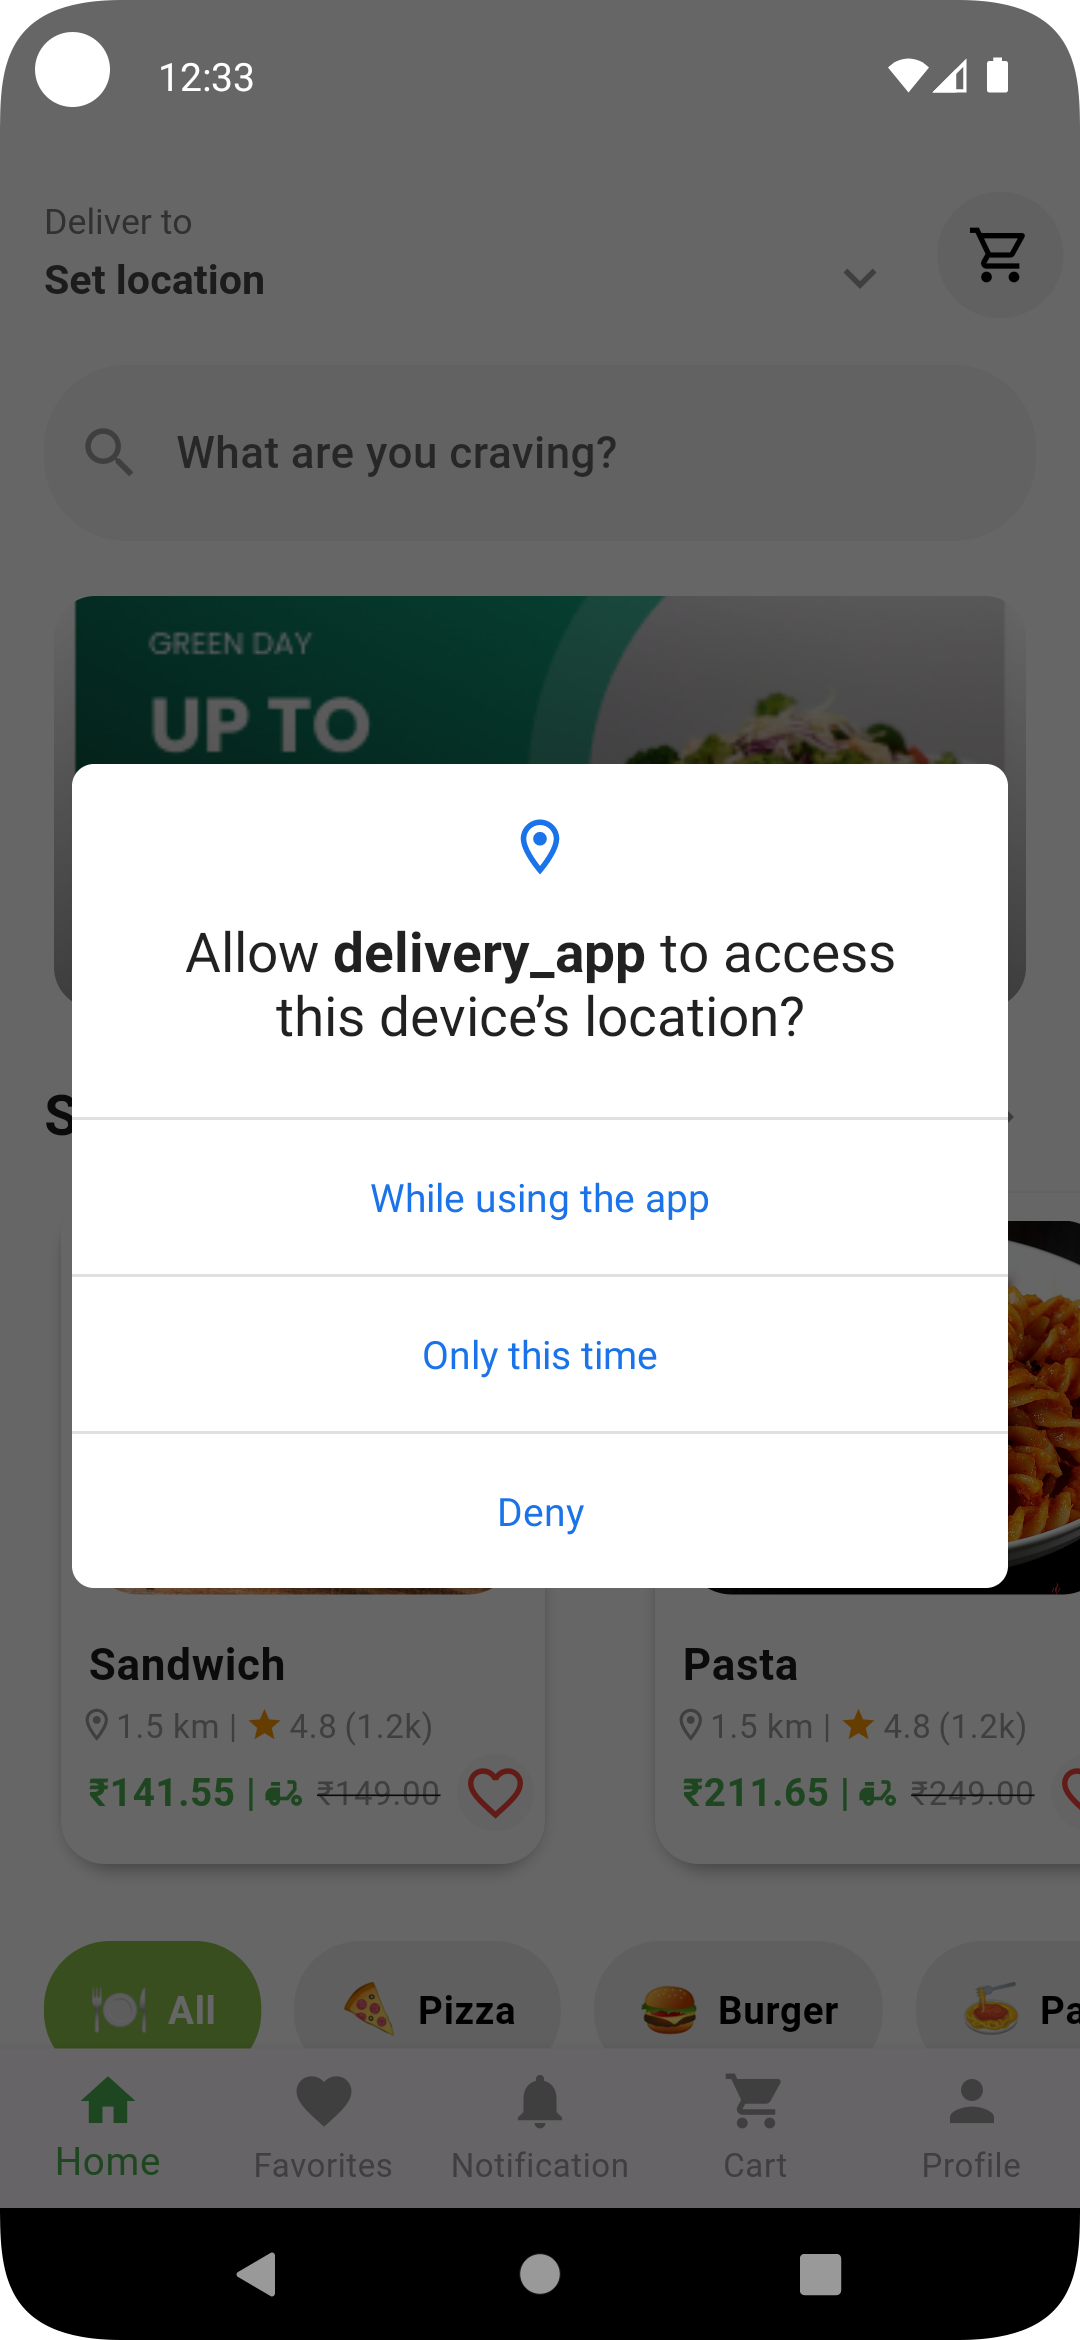 12:33
Deliver to
Set location
What are you craving?
GREEN DAY
UP TO
Allow delivery_app to access
this device’s location?
While using the app
Only this time
Deny
Sandwich
1.5 km | 4.8 (1.2k)
₹141.55 | ₹149.00
Pasta
1.5 km | 4.8 (1.2k)
₹211.65 | ₹249.00
All
Pizza
Burger
Pa
Home
Favorites
Notification
Cart
Profile